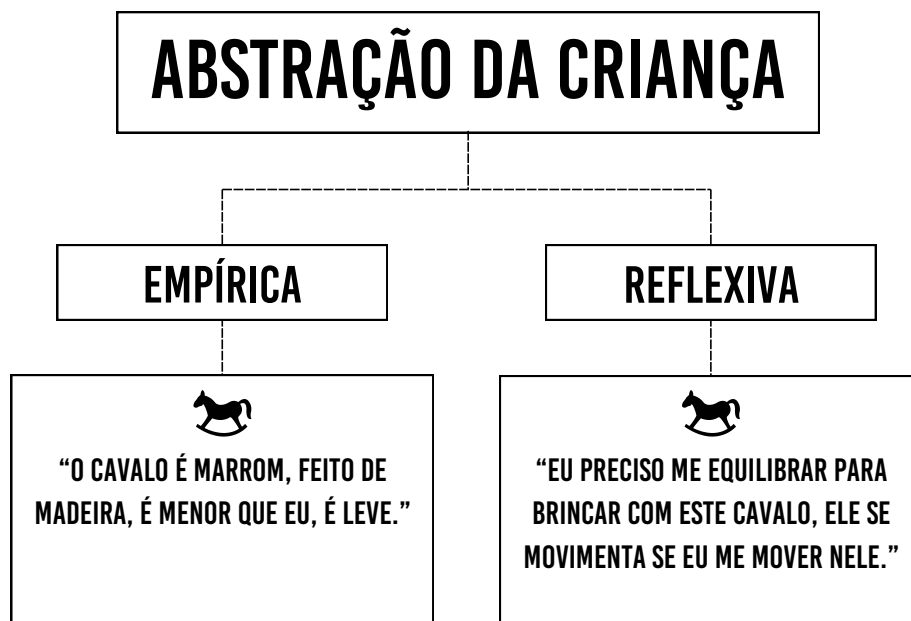 ABSTRAÇÃO DA CRIANÇA
EMPÍRICA
REFLEXIVA
“O CAVALO É MARROM, FEITO DE
MADEIRA, É MENOR QUE EU, É LEVE.”
“EU PRECISO ME EQUILIBRAR PARA
BRINCAR COM ESTE CAVALO, ELE SE
MOVIMENTA SE EU ME MOVER NELE.”